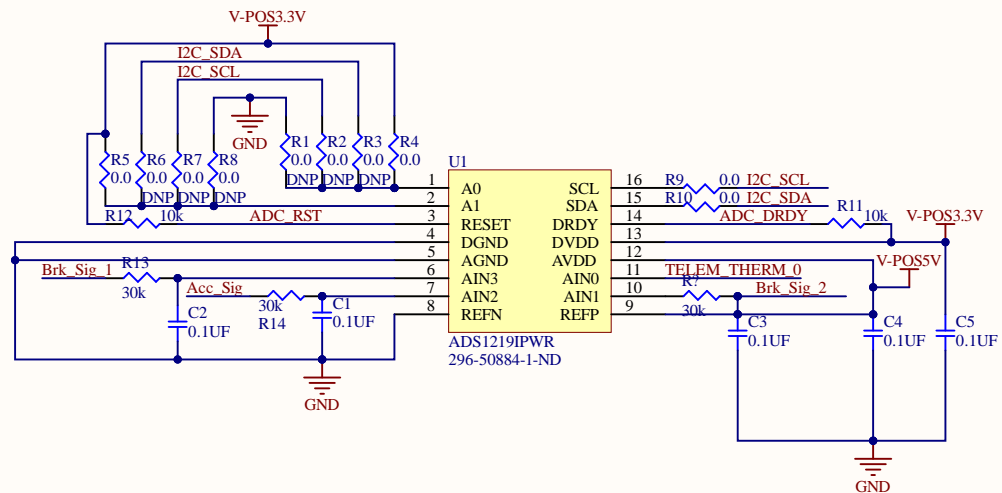 V-POS3.3V
I2C_SDA
I2C_SCL
GND
R5 R6 R7 R8 R1 R2 R3 R4
0.0 0.0 0.0 0.0 0.0 0.0 0.0 0.0
DNP DNP DNP DNP DNP DNP
U1
1 A0 SCL 16 R9 0.0 I2C_SCL
2 A1 SDA 15 R10 0.0 I2C_SDA
R12 10k ADC_RST 3 RESET DRDY 14 ADC_DRDY R11 10k V-POS3.3V
4 DGND DVDD 13
5 AGND AVDD 12 V-POS5V
Brk_Sig_1 R13 30k 6 AIN3 AIN0 11 TELEM_THERM_0
Acc_Sig 30k R14 7 AIN2 AIN1 10 R? 30k Brk_Sig_2
8 REFN REFP 9
C2 0.1UF
C1 0.1UF
C3 0.1UF
C4 0.1UF
C5 0.1UF
ADS1219IPWR
296-50884-1-ND
GND
GND